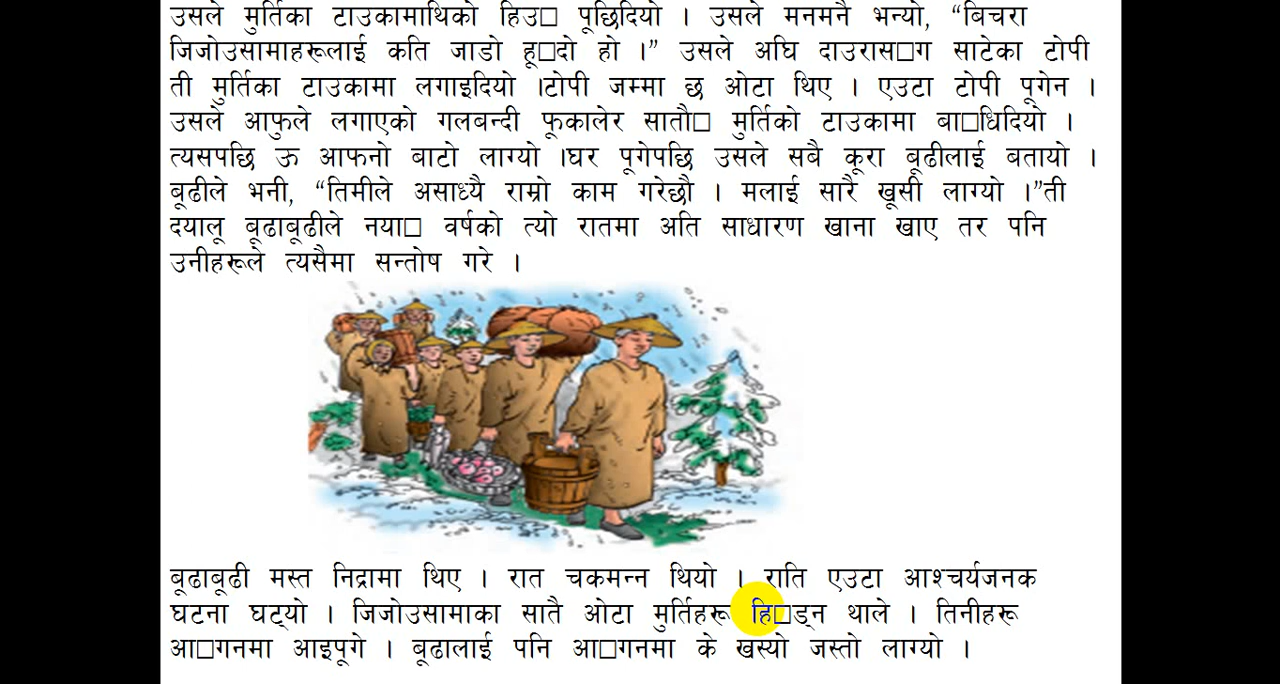 उसले मुर्तिका टाउकामाथिको हिउ□ पूछिदियो । उसले मनमनै भन्यो, “बिचरा
जिजोउसामाहरूलाई कति जाडो हू□दो हो ।” उसले अघि दाउरास□ग साटेका टोपी
ती मुर्तिका टाउकामा लगाइदियो ।टोपी जम्मा छ ओटा थिए । एउटा टोपी पूगेन ।
उसले आफुले लगाएको गलबन्दी फूकालेर सातौ□ मुर्तिको टाउकामा बा□धिदियो ।
त्यसपछि ऊ आफनो बाटो लाग्यो ।घर पूगेपछि उसले सबै कूरा बूढीलाई बतायो ।
बूढीले भनी, “तिमीले असाध्यै राम्रो काम गरेछौ । मलाई सारै खूसी लाग्यो ।”ती
दयालू बूढाबूढीले नया□ वर्षको त्यो रातमा अति साधारण खाना खाए तर पनि
उनीहरूले त्यसैमा सन्तोष गरे ।
बूढाबूढी मस्त निद्रामा थिए । रात चकमन्न थियो । राति एउटा आश्चर्यजनक
घटना घट्यो । जिजोउसामाका सातै ओटा मुर्तिहरू हि□ड्न थाले । तिनीहरू
आ□गनमा आइपूगे । बूढालाई पनि आ□गनमा के खस्यो जस्तो लाग्यो ।